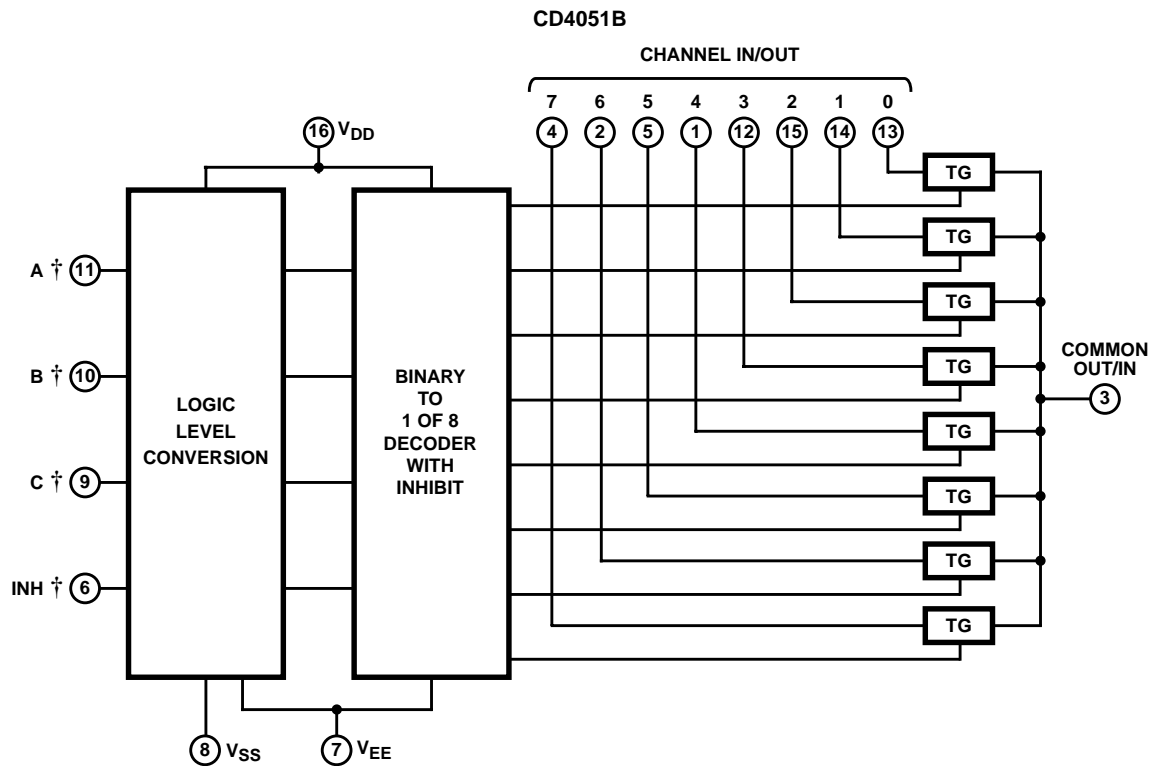 CD4051B
CHANNEL IN/OUT
7 6 5 4 3 2 1 0
4 2 5 1 12 15 14 13
16 VDD
TG
TG
TG
TG
TG
TG
TG
TG
A † 11
B † 10
C † 9
INH † 6
LOGIC
LEVEL
CONVERSION
BINARY
TO
1 OF 8
DECODER
WITH
INHIBIT
COMMON
OUT/IN
3
8 VSS
7 VEE